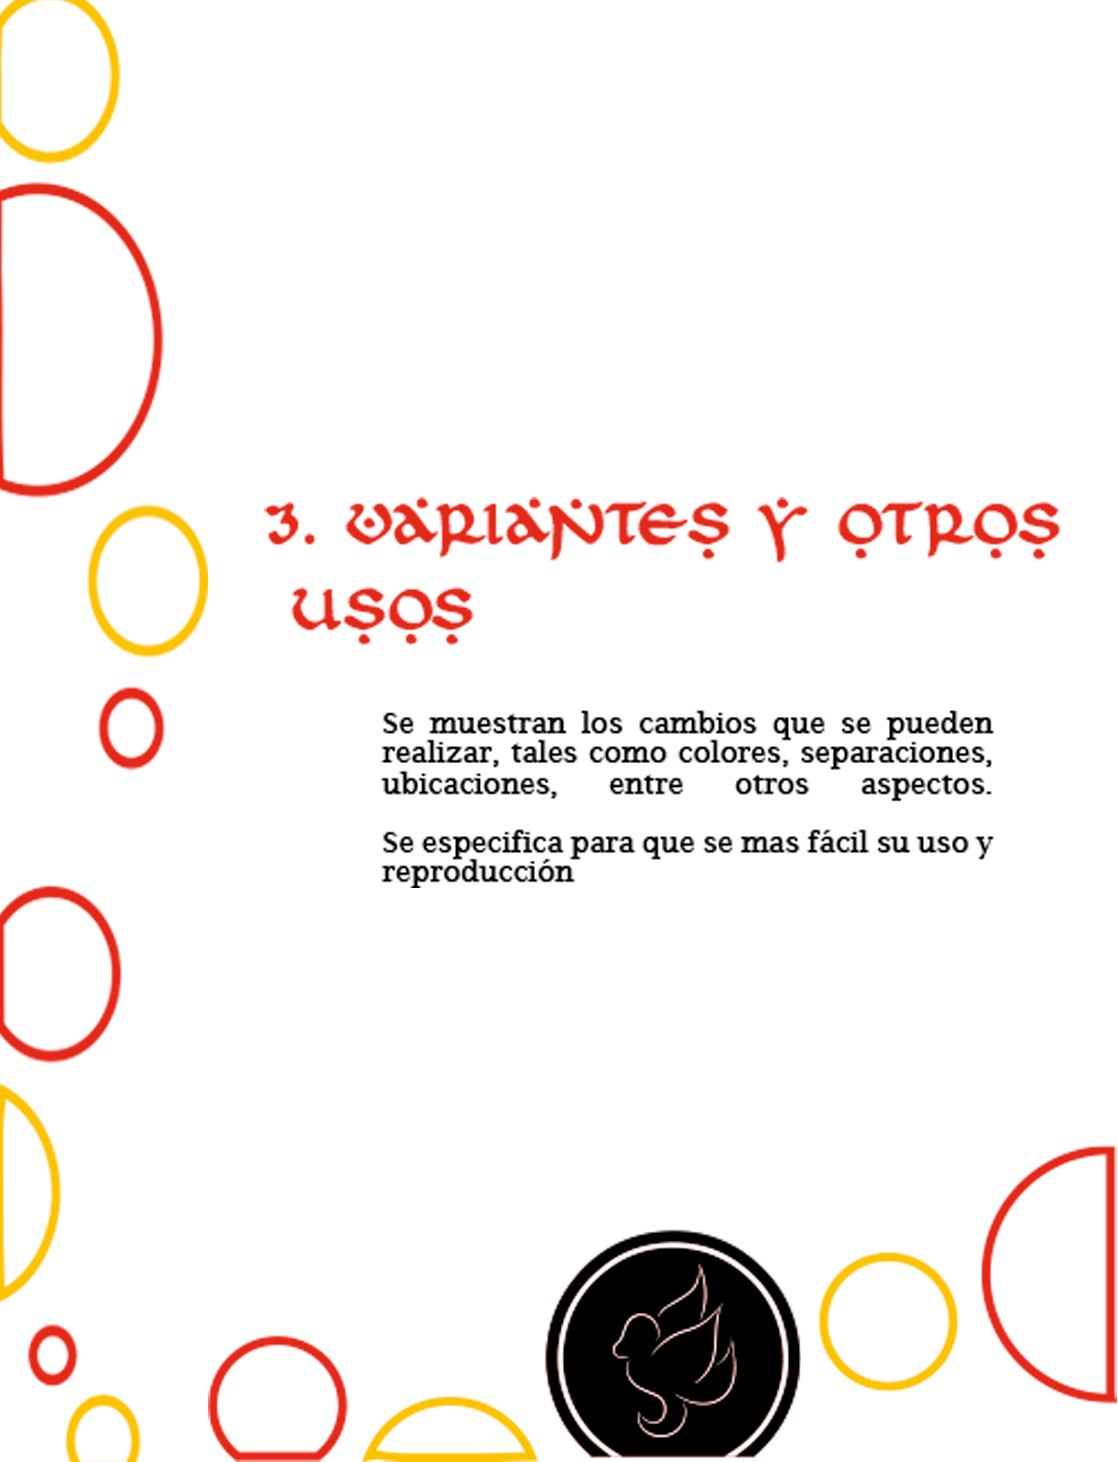 3. VARIANTES Y OTROS
USOS
Se muestran los cambios que se pueden
realizar, tales como colores, separaciones,
ubicaciones, entre otros aspectos.
Se especifica para que se mas fácil su uso y
reproducción